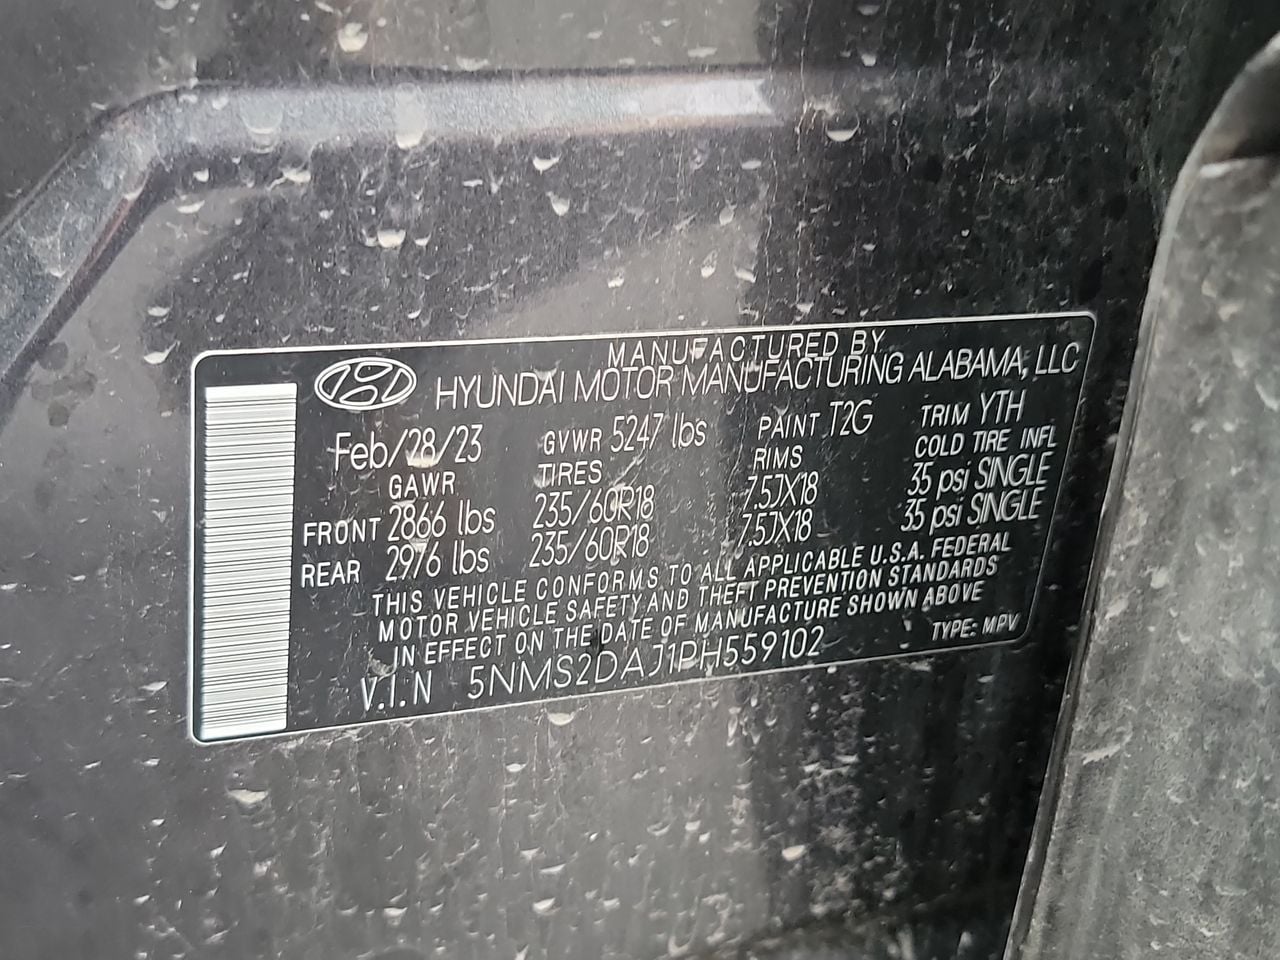 MANUFACTURED BY
HYUNDAI MOTOR MANUFACTURING ALABAMA, LLC
Feb/28/23 GVWR 5247 lbs PAINT T2G TRIM YTH
GAWR TIRES RIMS COLD TIRE INFL
FRONT 2866 lbs 235/60R18 7.5JX18 35 psi SINGLE
REAR 2976 lbs 235/60R18 7.5JX18 35 psi SINGLE
THIS VEHICLE CONFORMS TO ALL APPLICABLE U.S.A. FEDERAL
MOTOR VEHICLE SAFETY AND THEFT PREVENTION STANDARDS
IN EFFECT ON THE DATE OF MANUFACTURE SHOWN ABOVE
V.I.N 5NMS2DAJ1PH559102 TYPE: MPV